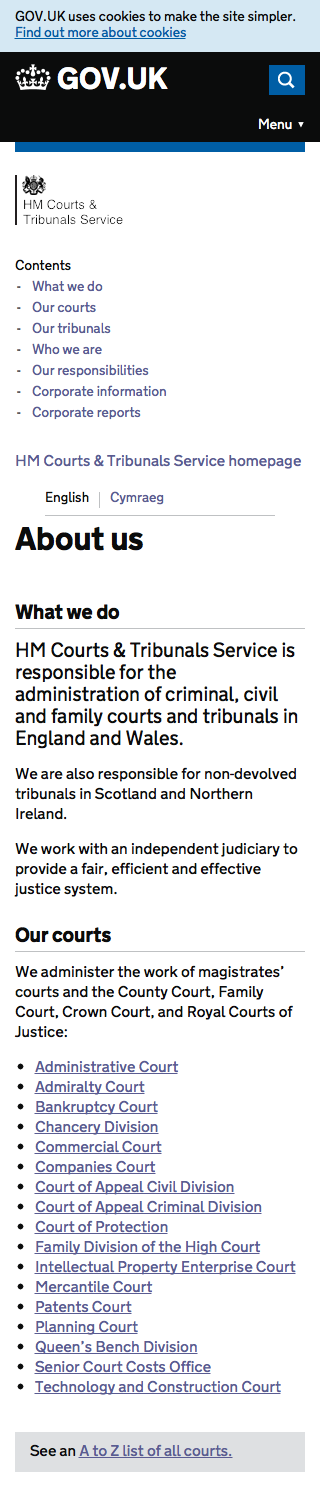 GOV.UK uses cookies to make the site simpler.
Find out more about cookies
GOV.UK
Menu ▼
HM Courts &
Tribunals Service
Contents
- What we do
- Our courts
- Our tribunals
- Who we are
- Our responsibilities
- Corporate information
- Corporate reports
HM Courts & Tribunals Service homepage
English | Cymraeg
About us
What we do
HM Courts & Tribunals Service is
responsible for the
administration of criminal, civil
and family courts and tribunals in
England and Wales.
We are also responsible for non-devolved
tribunals in Scotland and Northern
Ireland.
We work with an independent judiciary to
provide a fair, efficient and effective
justice system.
Our courts
We administer the work of magistrates’
courts and the County Court, Family
Court, Crown Court, and Royal Courts of
Justice:
• Administrative Court
• Admiralty Court
• Bankruptcy Court
• Chancery Division
• Commercial Court
• Companies Court
• Court of Appeal Civil Division
• Court of Appeal Criminal Division
• Court of Protection
• Family Division of the High Court
• Intellectual Property Enterprise Court
• Mercantile Court
• Patents Court
• Planning Court
• Queen’s Bench Division
• Senior Court Costs Office
• Technology and Construction Court
See an A to Z list of all courts.